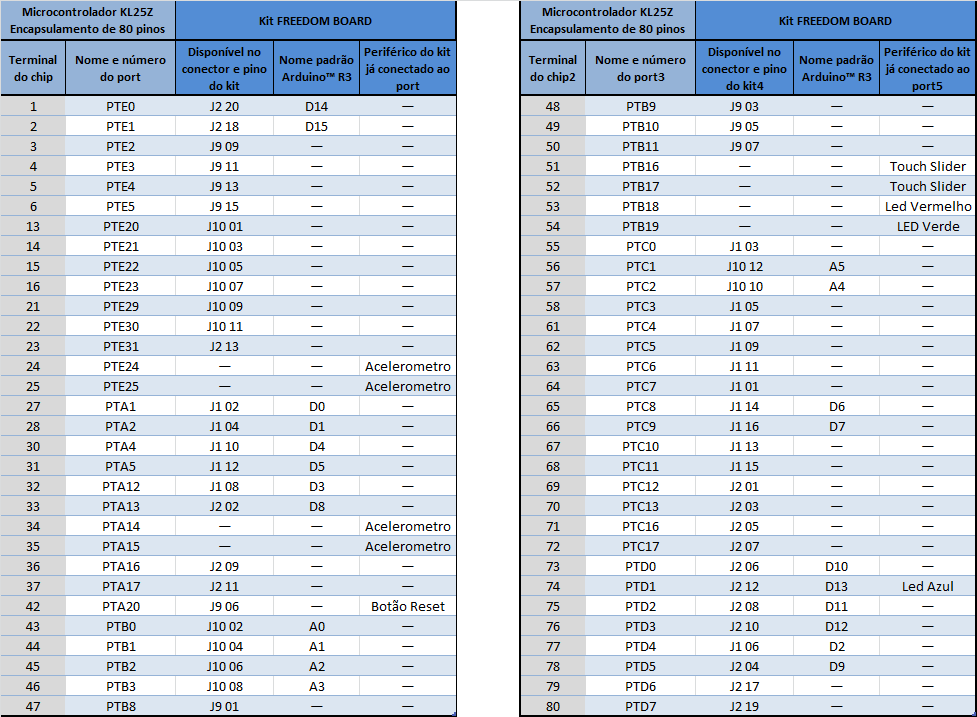 Microcontrolador KL25Z
Encapsulamento de 80 pinos
Kit FREEDOM BOARD
Terminal do chip
Nome e número do port
Disponível no conector e pino do kit
Nome padrão Arduino™ R3
Periférico do kit já conectado ao port
1 PTE0 J2 20 D14 —
2 PTE1 J2 18 D15 —
3 PTE2 J9 09 — —
4 PTE3 J9 11 — —
5 PTE4 J9 13 — —
6 PTE5 J9 15 — —
13 PTE20 J10 01 — —
14 PTE21 J10 03 — —
15 PTE22 J10 05 — —
16 PTE23 J10 07 — —
21 PTE29 J10 09 — —
22 PTE30 J10 11 — —
23 PTE31 J2 13 — —
24 PTE24 — — Acelerometro
25 PTE25 — — Acelerometro
27 PTA1 J1 02 D0 —
28 PTA2 J1 04 D1 —
30 PTA4 J1 10 D4 —
31 PTA5 J1 12 D5 —
32 PTA12 J1 08 D3 —
33 PTA13 J2 02 D8 —
34 PTA14 — — Acelerometro
35 PTA15 — — Acelerometro
36 PTA16 J2 09 — —
37 PTA17 J2 11 — —
42 PTA20 J9 06 — Botão Reset
43 PTB0 J10 02 A0 —
44 PTB1 J10 04 A1 —
45 PTB2 J10 06 A2 —
46 PTB3 J10 08 A3 —
47 PTB8 J9 01 — —
Microcontrolador KL25Z
Encapsulamento de 80 pinos
Kit FREEDOM BOARD
Terminal do chip2
Nome e número do port3
Disponível no conector e pino do kit4
Nome padrão Arduino™ R3
Periférico do kit já conectado ao port5
48 PTB9 J9 03 — —
49 PTB10 J9 05 — —
50 PTB11 J9 07 — —
51 PTB16 — — Touch Slider
52 PTB17 — — Touch Slider
53 PTB18 — — Led Vermelho
54 PTB19 — — LED Verde
55 PTC0 J1 03 — —
56 PTC1 J10 12 A5 —
57 PTC2 J10 10 A4 —
58 PTC3 J1 05 — —
61 PTC4 J1 07 — —
62 PTC5 J1 09 — —
63 PTC6 J1 11 — —
64 PTC7 J1 01 — —
65 PTC8 J1 14 D6 —
66 PTC9 J1 16 D7 —
67 PTC10 J1 13 — —
68 PTC11 J1 15 — —
69 PTC12 J2 01 — —
70 PTC13 J2 03 — —
71 PTC16 J2 05 — —
72 PTC17 J2 07 — —
73 PTD0 J2 06 D10 —
74 PTD1 J2 12 D13 Led Azul
75 PTD2 J2 08 D11 —
76 PTD3 J2 10 D12 —
77 PTD4 J1 06 D2 —
78 PTD5 J2 04 D9 —
79 PTD6 J2 17 — —
80 PTD7 J2 19 — —